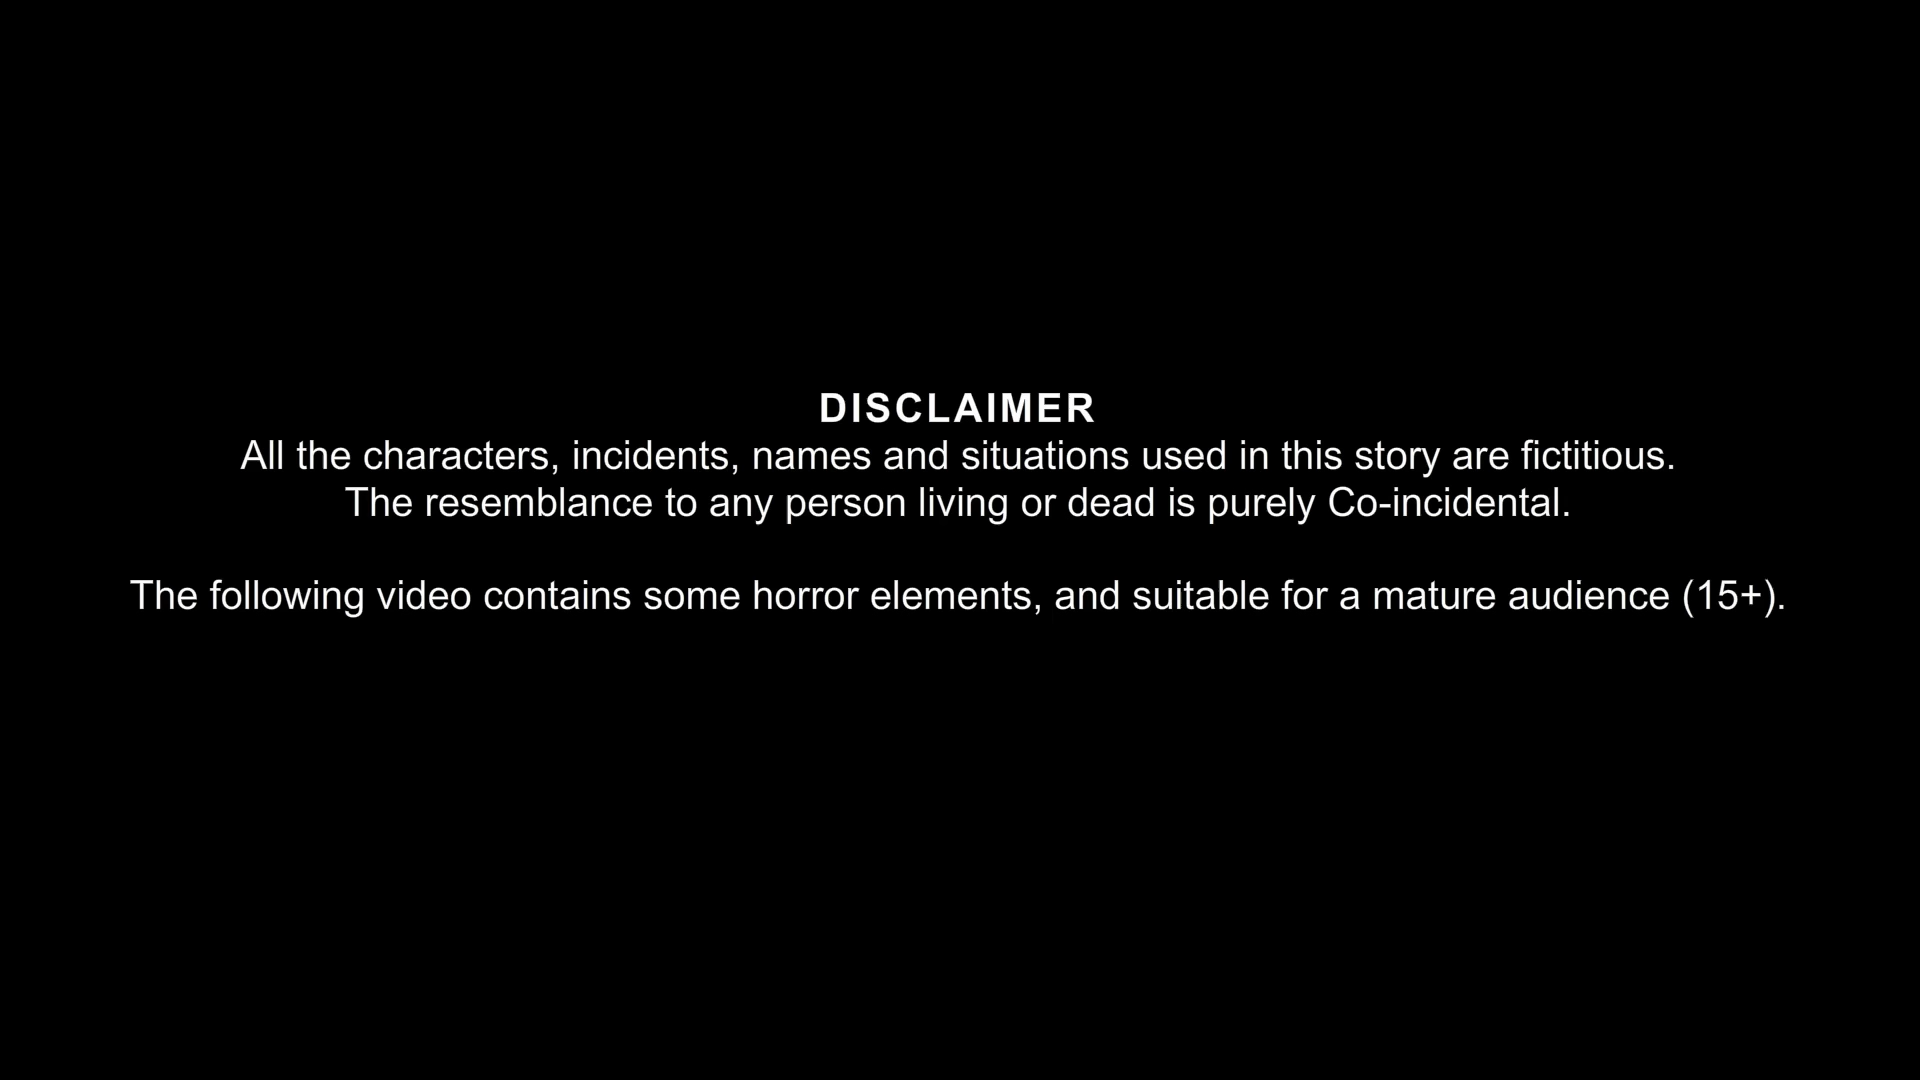 DISCLAIMER
All the characters, incidents, names and situations used in this story are fictitious.
The resemblance to any person living or dead is purely Co-incidental.
The following video contains some horror elements, and suitable for a mature audience (15+).